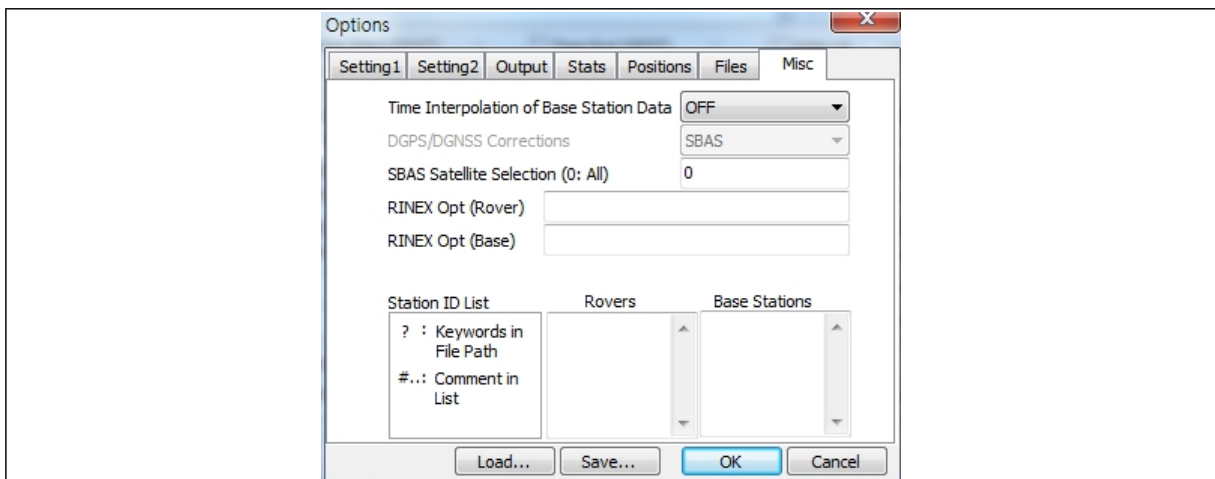 Options
Setting1 Setting2 Output Stats Positions Files Misc
Time Interpolation of Base Station Data OFF
DGPS/DGNSS Corrections SBAS
SBAS Satellite Selection (0: All) 0
RINEX Opt (Rover)
RINEX Opt (Base)
Station ID List Rovers Base Stations
? : Keywords in
File Path
#..: Comment in
List
Load... Save... OK Cancel